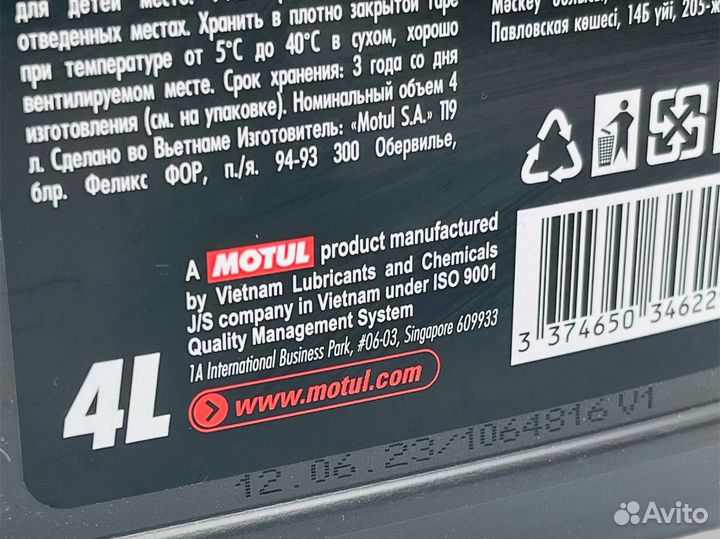 для детей месте.
отведенных местах. Хранить в плотно закрытой таре
при температуре от 5°C до 40°C в сухом, хорошо
вентилируемом месте. Срок хранения: 3 года со дня
изготовления (см. на упаковке). Номинальный объем 4
л. Сделано во Вьетнаме Изготовитель: «Motul S.A.» 119
блр. Феликс ФОР, п./я. 94-93 300 Обервилье,
Мәскеу
Павловская көшесі, 14Б үйі, 205-ж
A MOTUL product manufactured
by Vietnam Lubricants and Chemicals
J/S company in Vietnam under ISO 9001
Quality Management System
1A International Business Park, #06-03, Singapore 609933
www.motul.com
4L
3 374650 34622
12.06.23/1064816 V1
Avito